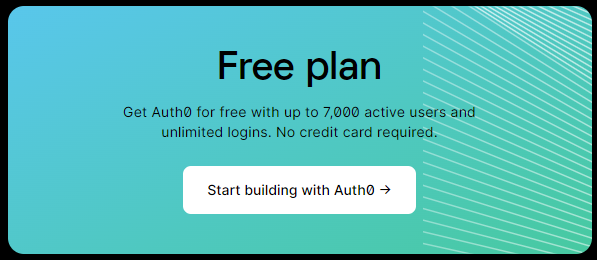 Free plan
Get Auth0 for free with up to 7,000 active users and
unlimited logins. No credit card required.
Start building with Auth0 →